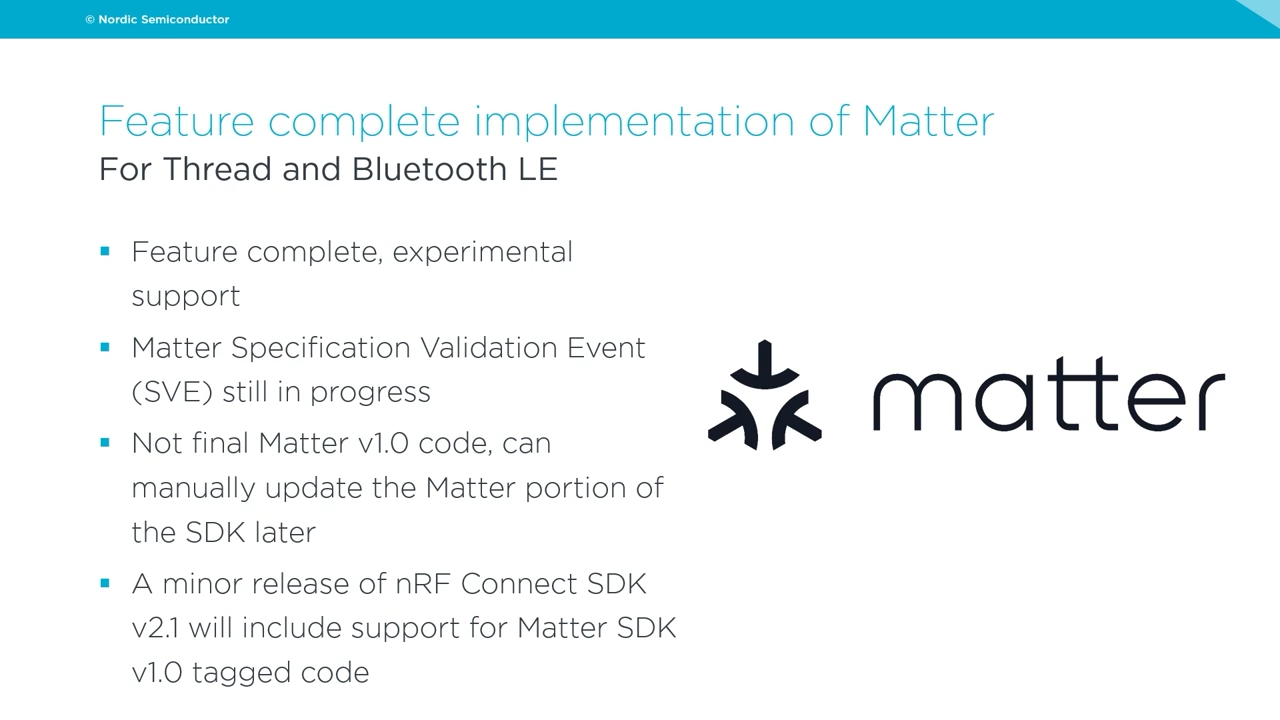 © Nordic Semiconductor
Feature complete implementation of Matter
For Thread and Bluetooth LE
▪ Feature complete, experimental
support
▪ Matter Specification Validation Event
(SVE) still in progress
▪ Not final Matter v1.0 code, can
manually update the Matter portion of
the SDK later
▪ A minor release of nRF Connect SDK
v2.1 will include support for Matter SDK
v1.0 tagged code
matter